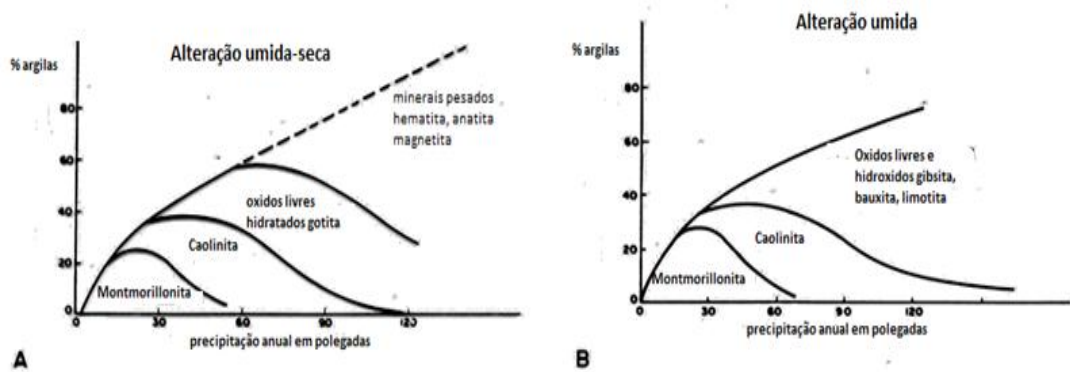 Alteração umida-seca
% argilas
80
60
40
20
0
minerais pesados
hematita, anatita
magnetita
oxidos livres
hidratados gotita
Caolinita
Montmorillonita
30
60
90
120
precipitação anual em polegadas
A
Alteração umida
% argilas
80
60
40
20
0
Oxidos livres e
hidroxidos gibsita,
bauxita, limotita
Caolinita
Montmorillonita
0
30
60
90
120
precipitação anual em polegadas
B